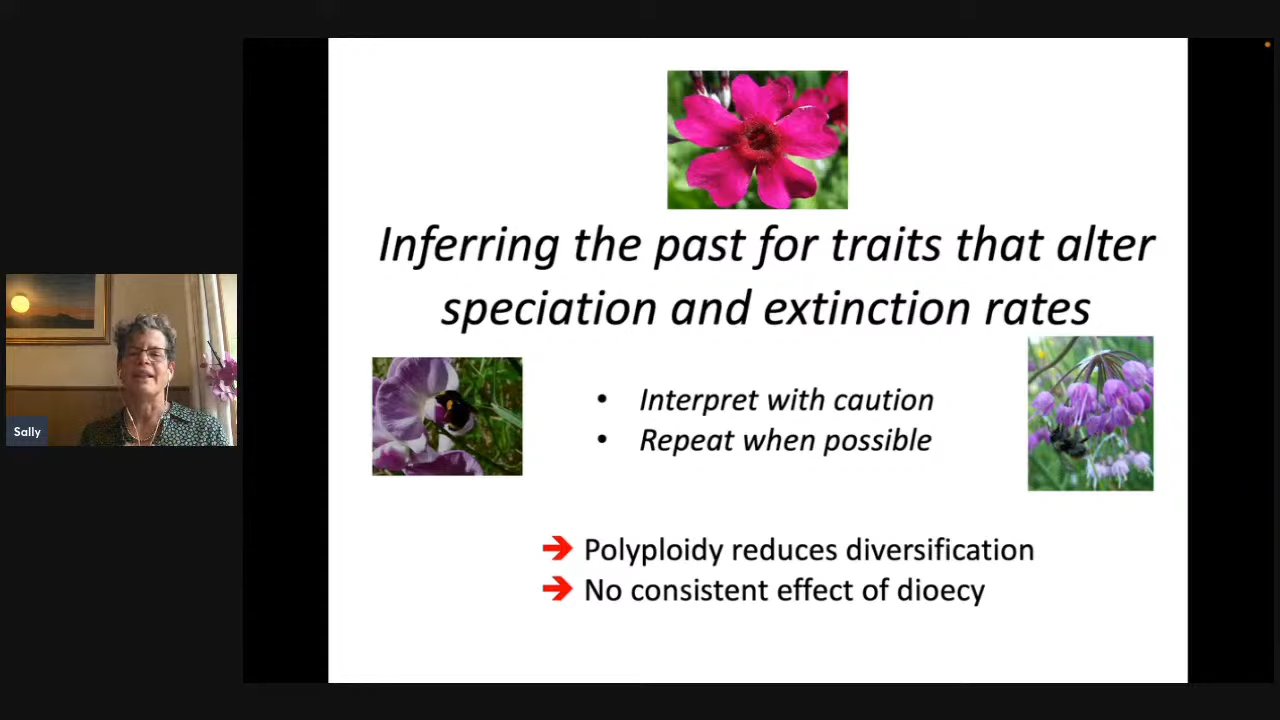 Inferring the past for traits that alter
speciation and extinction rates
• Interpret with caution
• Repeat when possible
➔ Polyploidy reduces diversification
➔ No consistent effect of dioecy
Sally